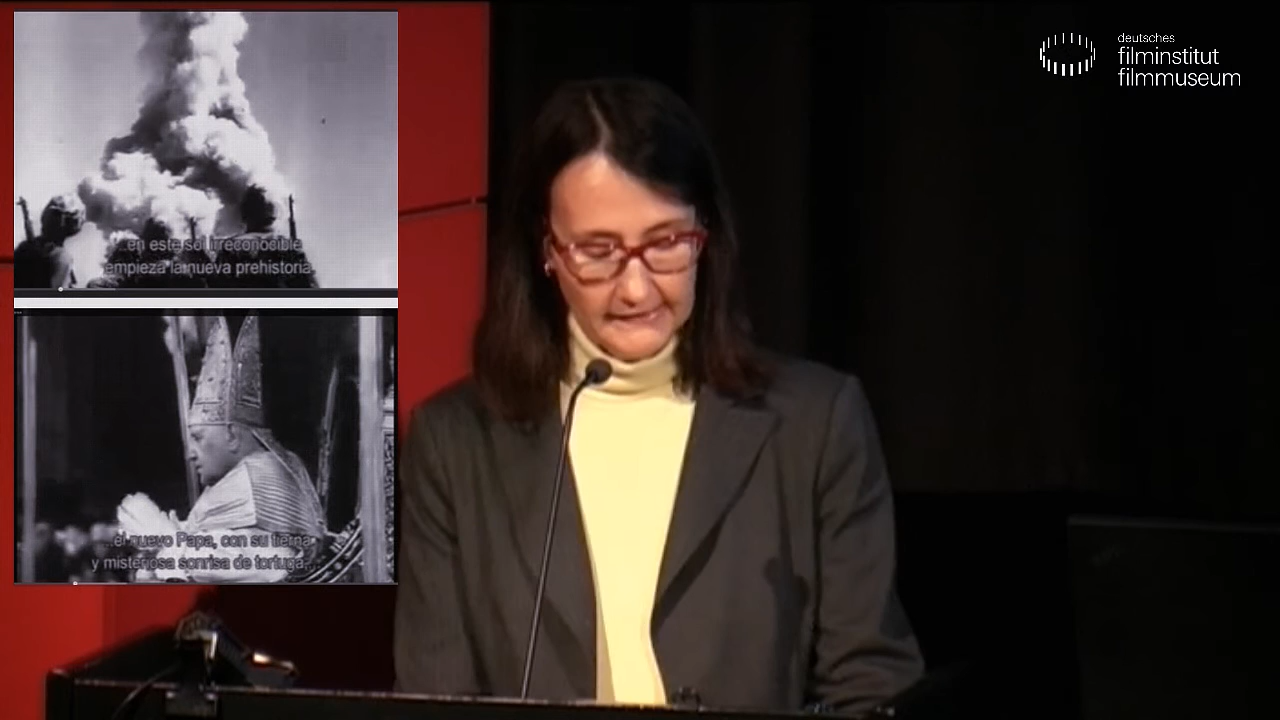 deutsches
filminstitut
filmmuseum
...en este sol irreconocible
empieza la nueva prehistoria.
...el nuevo Papa, con su tierna
y misteriosa sonrisa de tortuga...